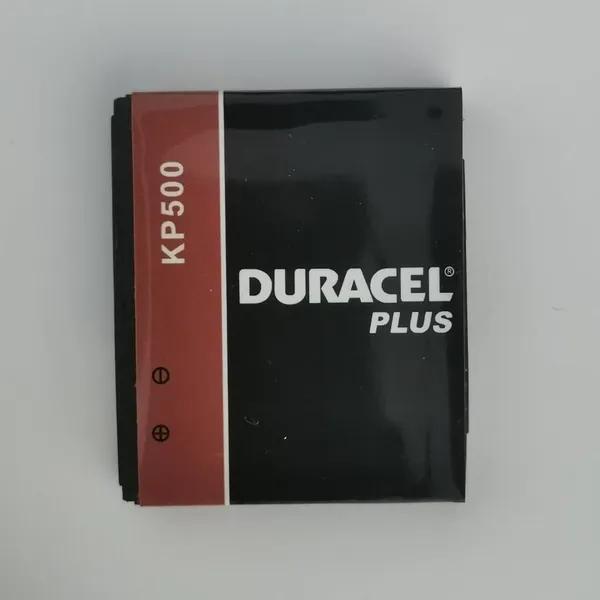 KP500
DURACEL®
PLUS
⊖
⊕